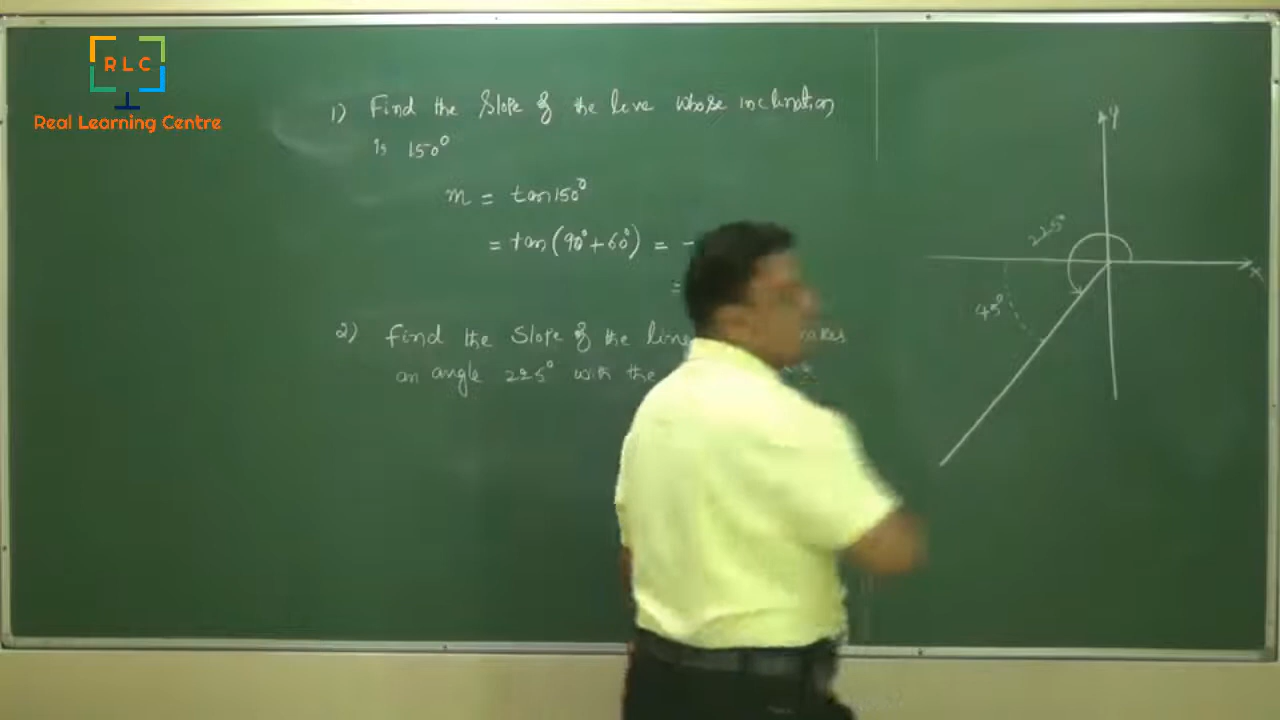 RLC
Real Learning Centre
1) Find the Slope of the line whose inclination
is 150°
m = tan150°
= tan(90°+60°) = -
=
2) Find the Slope of the line makes
an angle 225° with the
Y
225°
X
45°